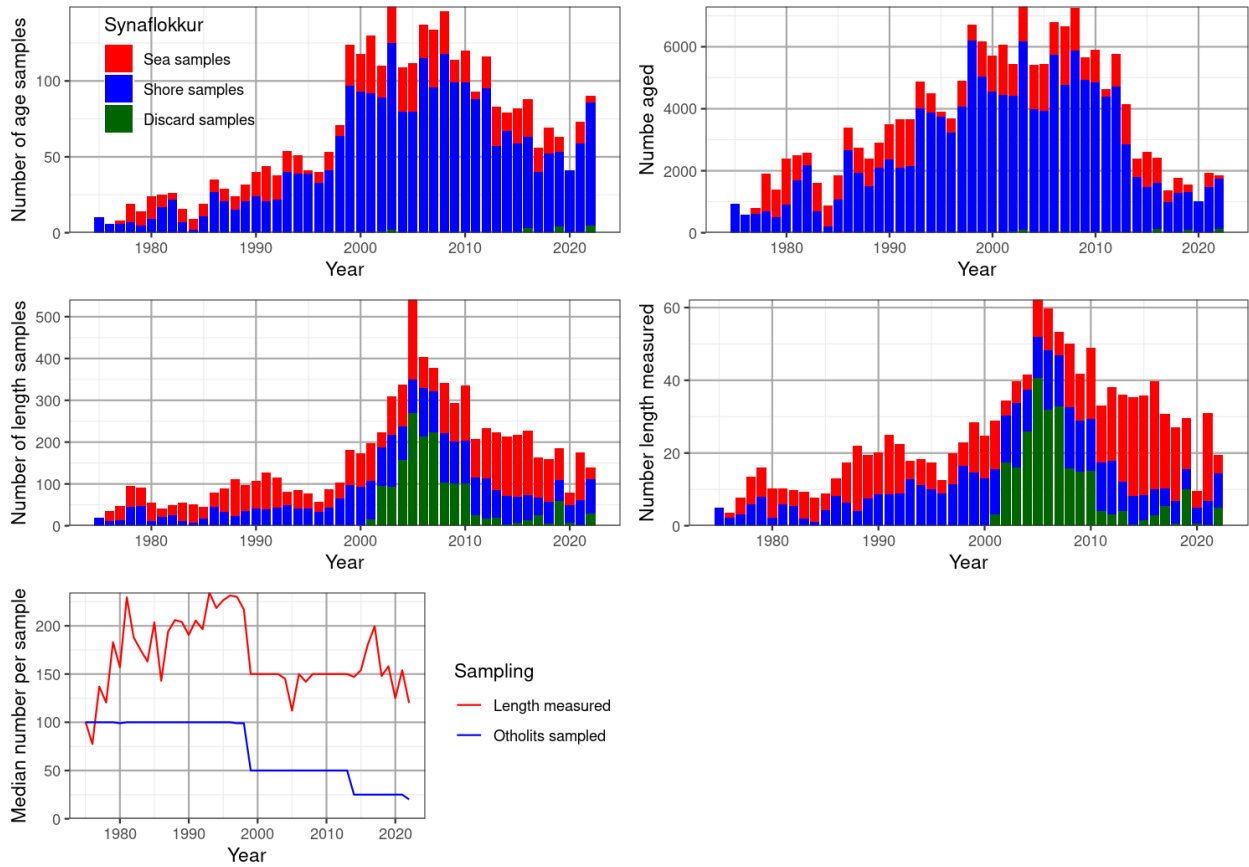 Number of age samples
100
50
0
Synaflokkur
Sea samples
Shore samples
Discard samples
1980 1990 2000 2010 2020
Year
Numbe aged
6000
4000
2000
0
1980 1990 2000 2010 2020
Year
Number of length samples
500
400
300
200
100
0
1980 1990 2000 2010 2020
Year
Number length measured
60
40
20
0
1980 1990 2000 2010 2020
Year
Median number per sample
200
150
100
50
0
1980 1990 2000 2010 2020
Year
Sampling
Length measured
Otholits sampled